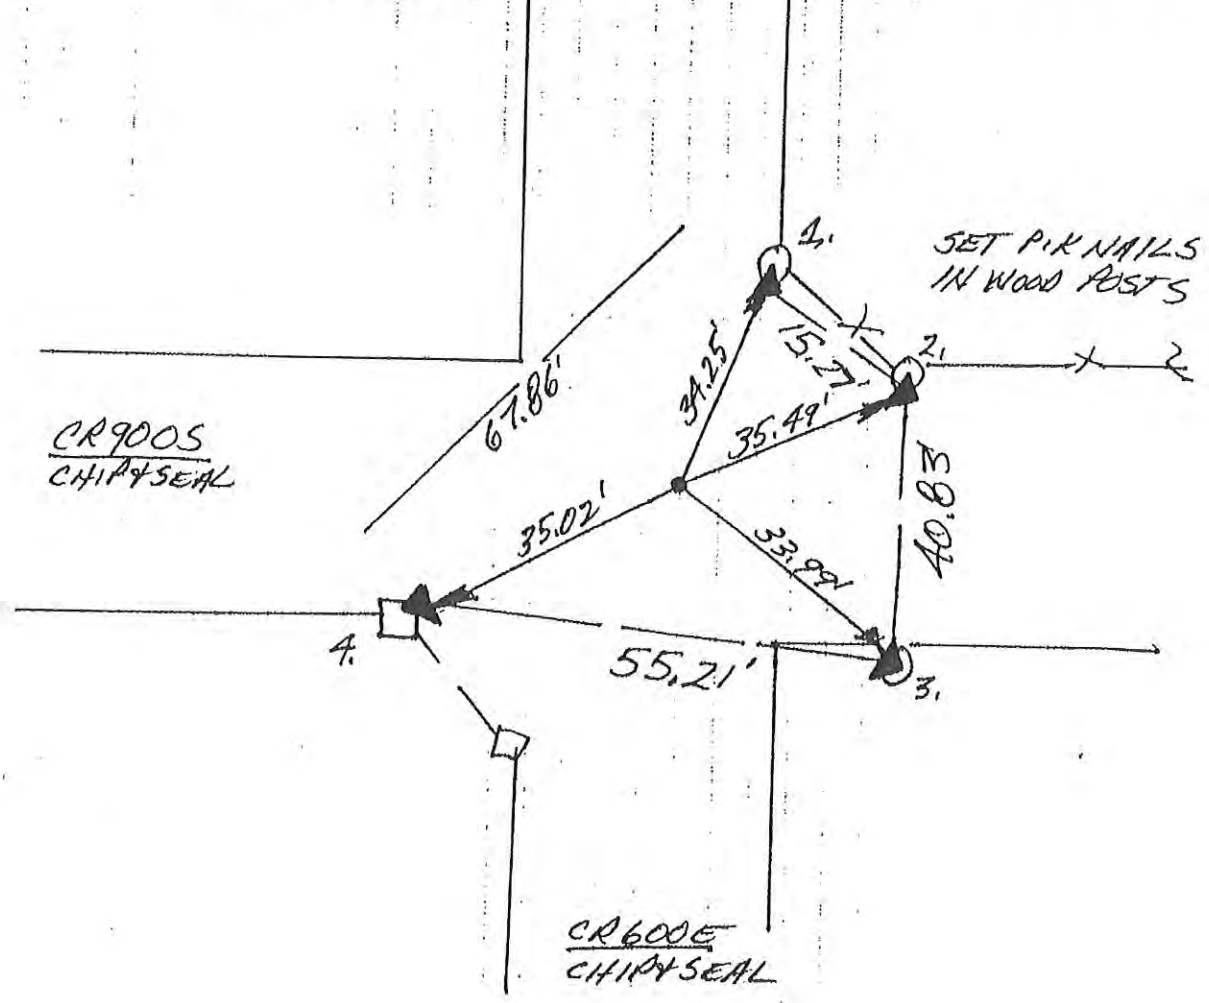 1.
SET P.K NAILS
IN WOOD POSTS
2.
34.25'
15.27'
67.86'
35.49'
CR900S
CHIP&SEAL
40.83
35.02'
33.99'
4.
55.21'
3.
CR600E
CHIP&SEAL